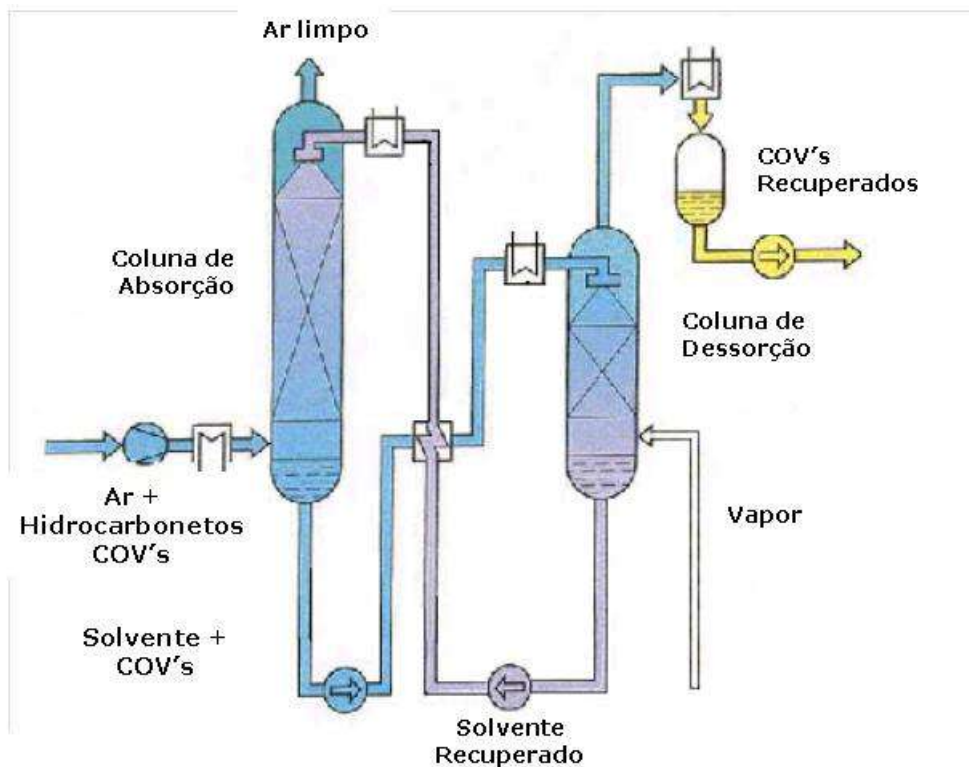 Ar limpo
COV's
Recuperados
Coluna de
Absorção
Coluna de
Dessorção
Ar +
Hidrocarbonetos
COV's
Vapor
Solvente +
COV's
Solvente
Recuperado